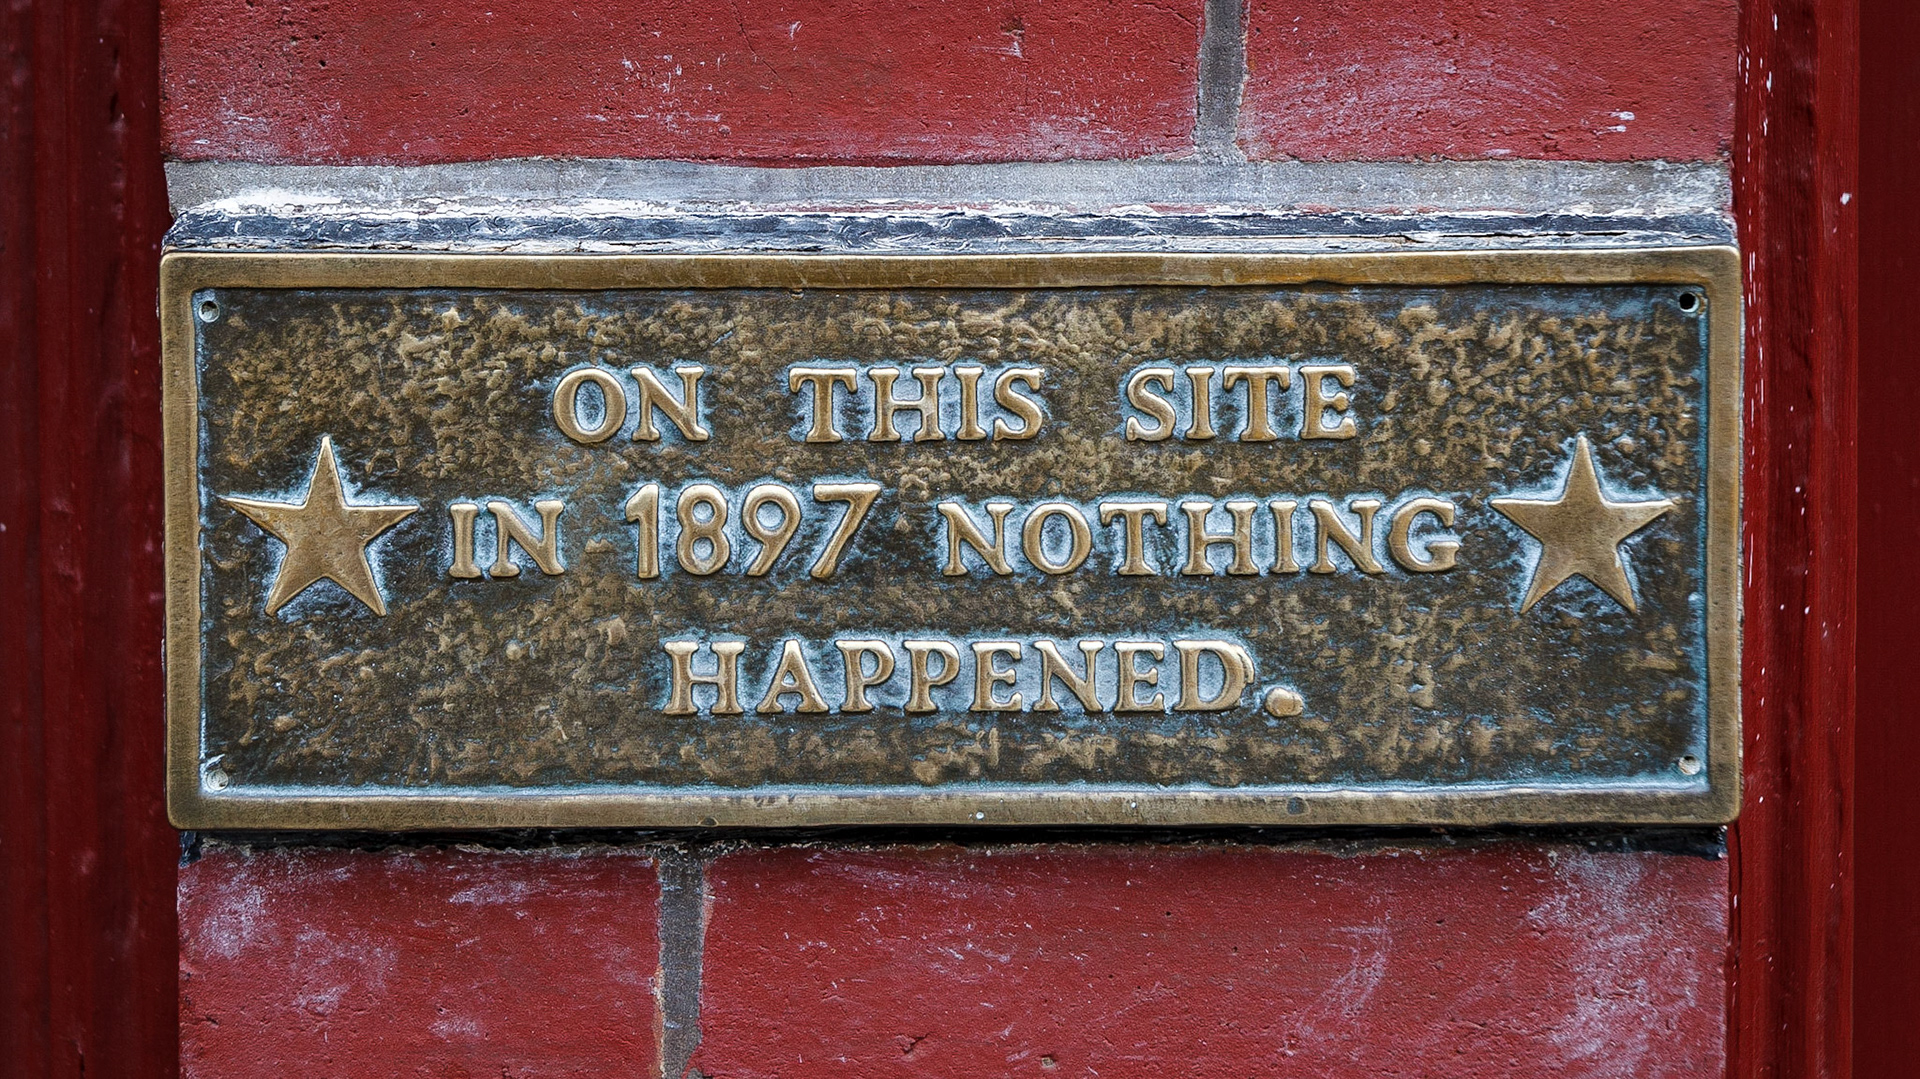 ON THIS SITE
IN 1897 NOTHING
HAPPENED.